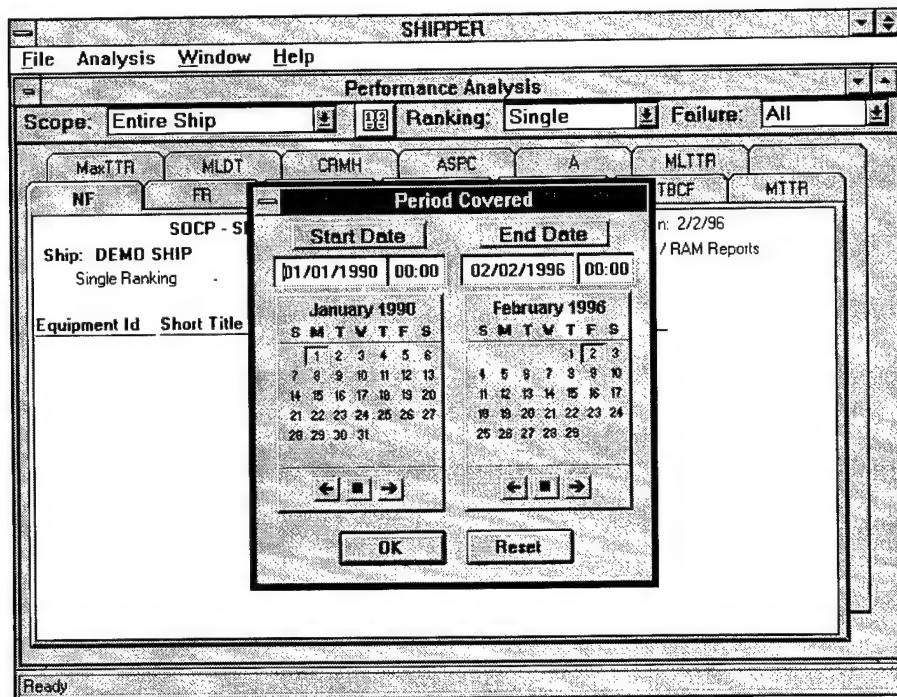 SHIPPER
File Analysis Window Help
Performance Analysis
Scope: Entire Ship Ranking: Single Failure: All
MaxTTR MLDT CRMH ASPC A MLTTR
NF FR TBCF MTTR
Period Covered
SOCP - S
n: 2/2/96
Ship: DEMO SHIP
/ RAM Reports
Single Ranking -
Equipment Id Short Title
Start Date End Date
01/01/1990 00:00 02/02/1996 00:00
January 1990
S M T W T F S
1 2 3 4 5 6
7 8 9 10 11 12 13
14 15 16 17 18 19 20
21 22 23 24 25 26 27
28 29 30 31
February 1996
S M T W T F S
1 2 3
4 5 6 7 8 9 10
11 12 13 14 15 16 17
18 19 20 21 22 23 24
25 26 27 28 29
OK Reset
Ready